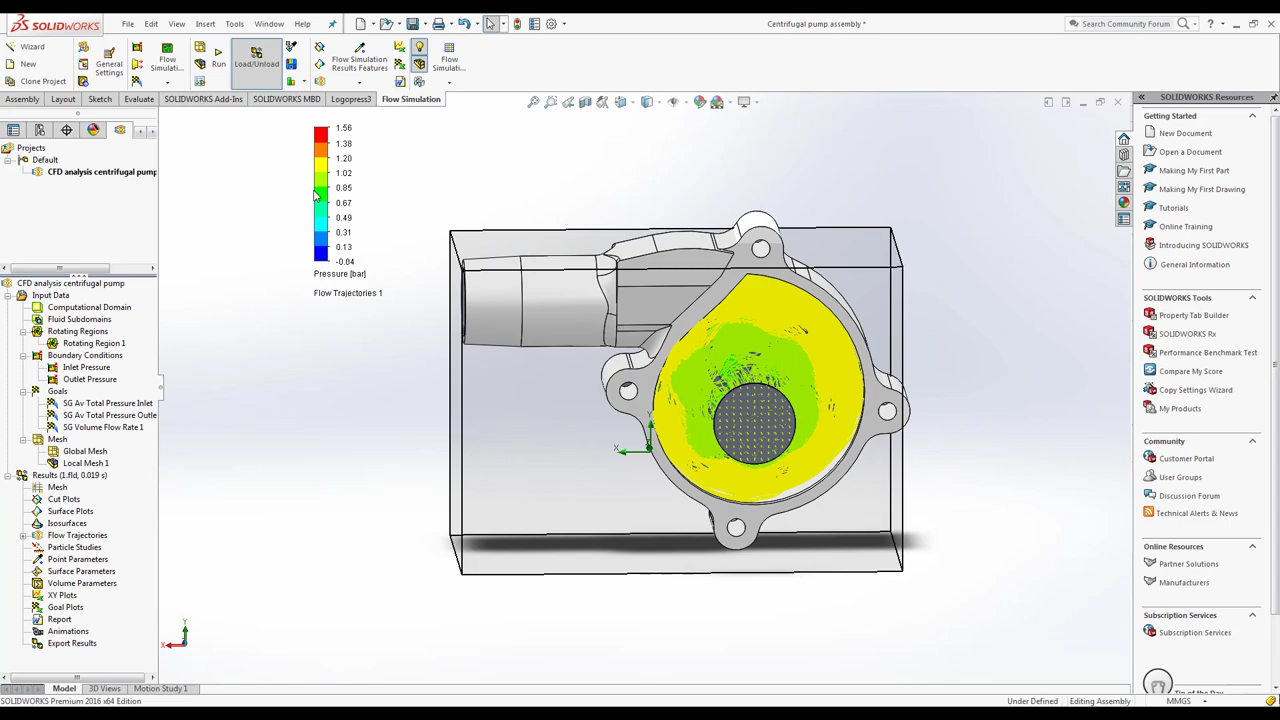 SOLIDWORKS
File Edit View Insert Tools Window Help
Centrifugal pump assembly *
Search Community Forum
Wizard
New
Clone Project
General Settings
Flow Simulati...
Run
Load/Unload
Flow Simulation Results Features
Flow Simulati...
Assembly Layout Sketch Evaluate SOLIDWORKS Add-Ins SOLIDWORKS MBD Logopress3 Flow Simulation
Projects
Default
CFD analysis centrifugal pump
CFD analysis centrifugal pump
Input Data
Computational Domain
Fluid Subdomains
Rotating Regions
Rotating Region 1
Boundary Conditions
Inlet Pressure
Outlet Pressure
Goals
SG Av Total Pressure Inlet
SG Av Total Pressure Outle
SG Volume Flow Rate 1
Mesh
Global Mesh
Local Mesh 1
Results (1.fld, 0.019 s)
Mesh
Cut Plots
Surface Plots
Isosurfaces
Flow Trajectories
Particle Studies
Point Parameters
Surface Parameters
Volume Parameters
XY Plots
Goal Plots
Report
Animations
Export Results
1.56
1.38
1.20
1.02
0.85
0.67
0.49
0.31
0.13
-0.04
Pressure [bar]
Flow Trajectories 1
Y
X
Y
X
SOLIDWORKS Resources
Getting Started
New Document
Open a Document
Making My First Part
Making My First Drawing
Tutorials
Online Training
Introducing SOLIDWORKS
General Information
SOLIDWORKS Tools
Property Tab Builder
SOLIDWORKS Rx
Performance Benchmark Test
Compare My Score
Copy Settings Wizard
My Products
Community
Customer Portal
User Groups
Discussion Forum
Technical Alerts & News
Online Resources
Partner Solutions
Manufacturers
Subscription Services
Subscription Services
Tip of the Day
Model 3D Views Motion Study 1
SOLIDWORKS Premium 2016 x64 Edition
Under Defined Editing Assembly MMGS